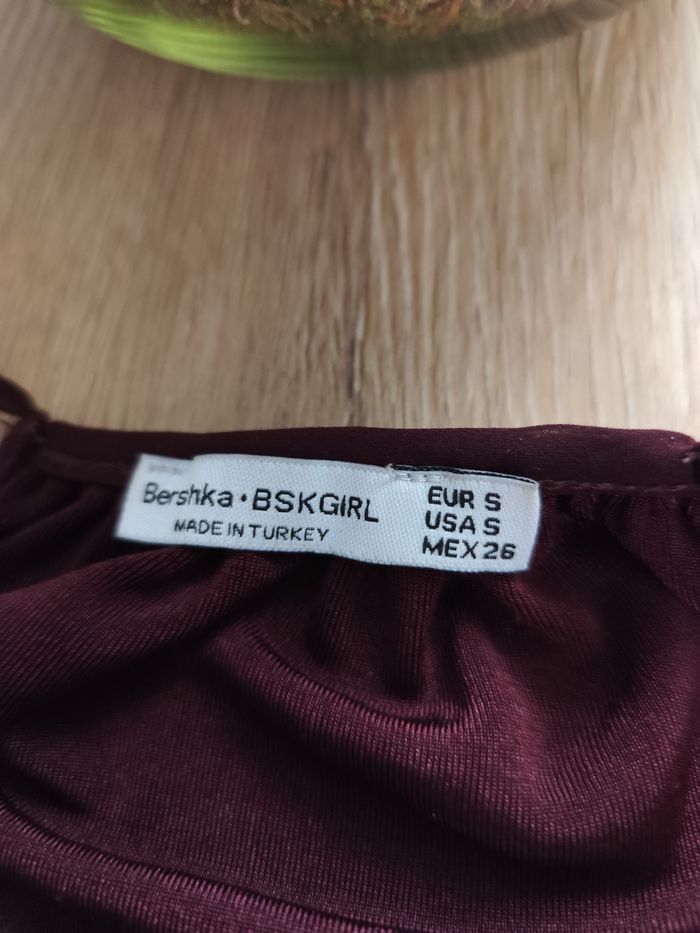 Bershka • BSKGIRL
MADE IN TURKEY
EUR S
USA S
MEX 26